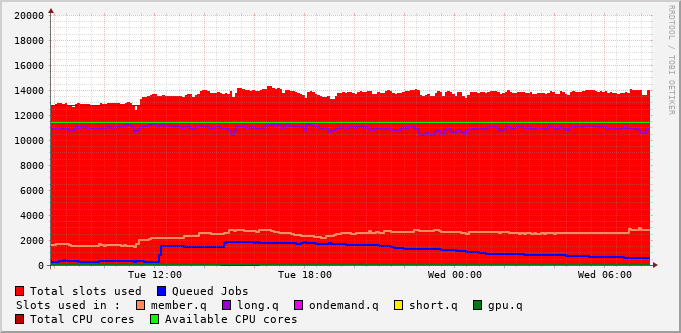 20000
18000
16000
14000
12000
10000
8000
6000
4000
2000
0
Tue 12:00 Tue 18:00 Wed 00:00 Wed 06:00
Total slots used Queued Jobs
Slots used in : member.q long.q ondemand.q short.q gpu.q
Total CPU cores Available CPU cores
RRDTOOL / TOBI OETIKER